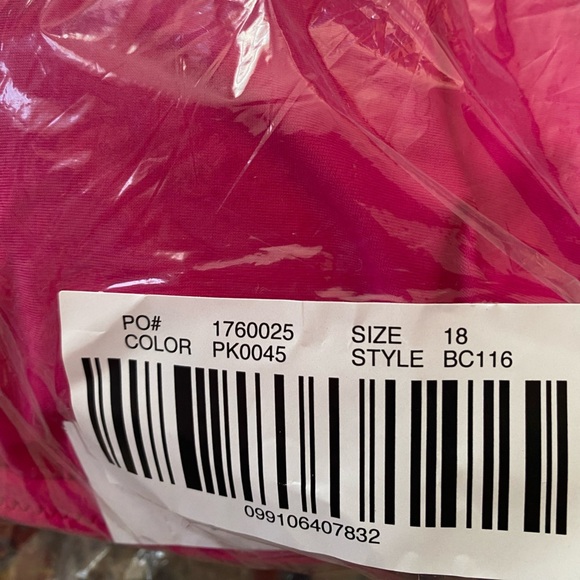 PO# 1760025 SIZE 18
COLOR PK0045 STYLE BC116
099106407832